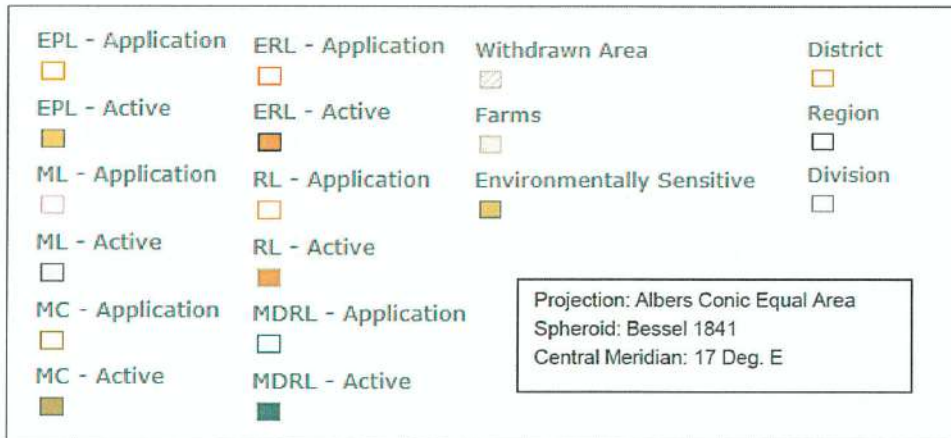 EPL - Application
EPL - Active
ML - Application
ML - Active
MC - Application
MC - Active
ERL - Application
ERL - Active
RL - Application
RL - Active
MDRL - Application
MDRL - Active
Withdrawn Area
Farms
Environmentally Sensitive
District
Region
Division
Projection: Albers Conic Equal Area
Spheroid: Bessel 1841
Central Meridian: 17 Deg. E